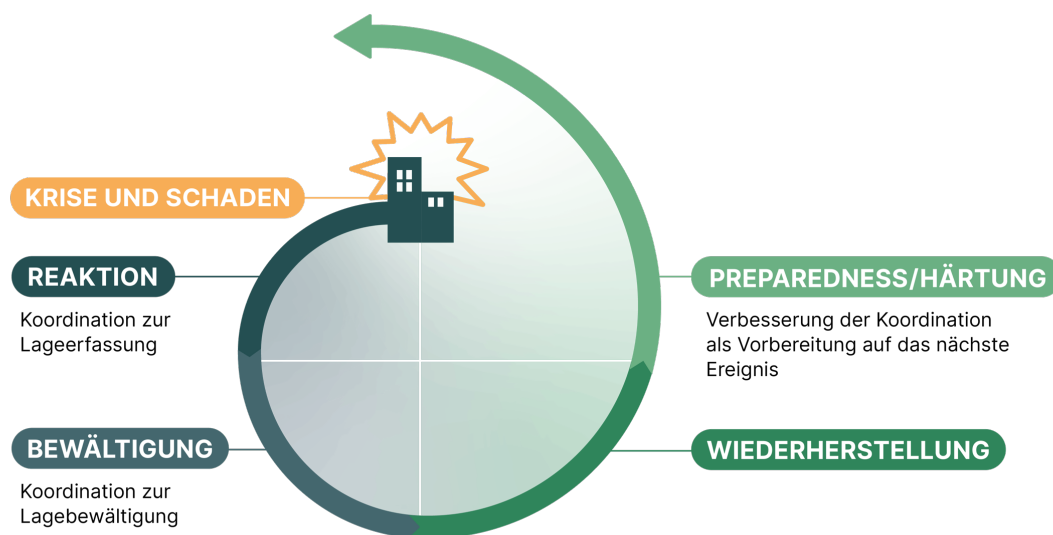 KRISE UND SCHADEN
REAKTION
Koordination zur
Lageerfassung
BEWÄLTIGUNG
Koordination zur
Lagebewältigung
PREPAREDNESS/HÄRTUNG
Verbesserung der Koordination
als Vorbereitung auf das nächste
Ereignis
WIEDERHERSTELLUNG